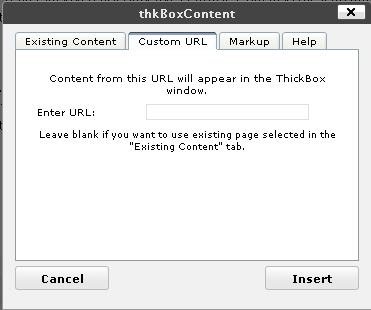 thkBoxContent
Existing Content Custom URL Markup Help
Content from this URL will appear in the ThickBox
window.
Enter URL:
Leave blank if you want to use existing page selected in the
"Existing Content" tab.
Cancel Insert